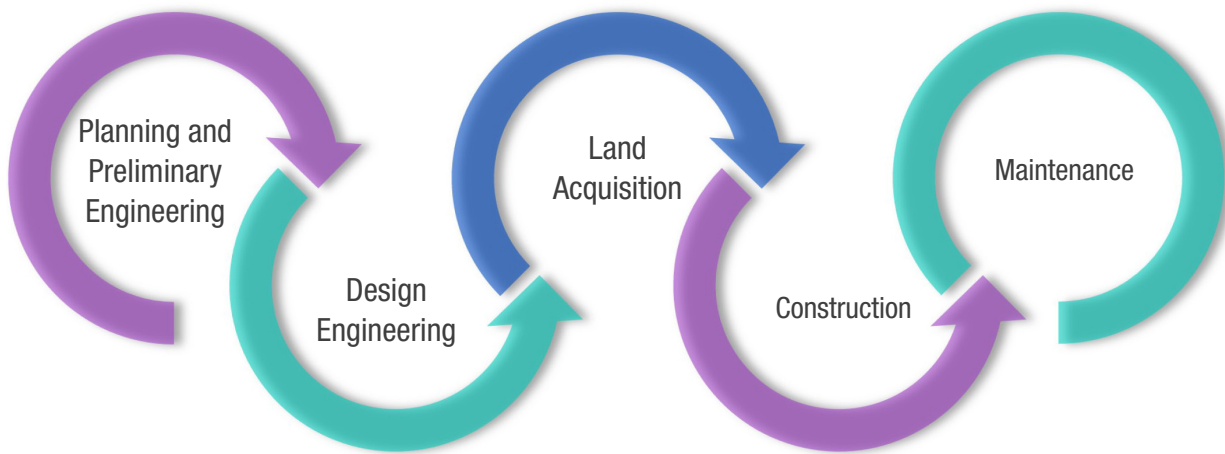 Planning and
Preliminary
Engineering
Design
Engineering
Land
Acquisition
Construction
Maintenance